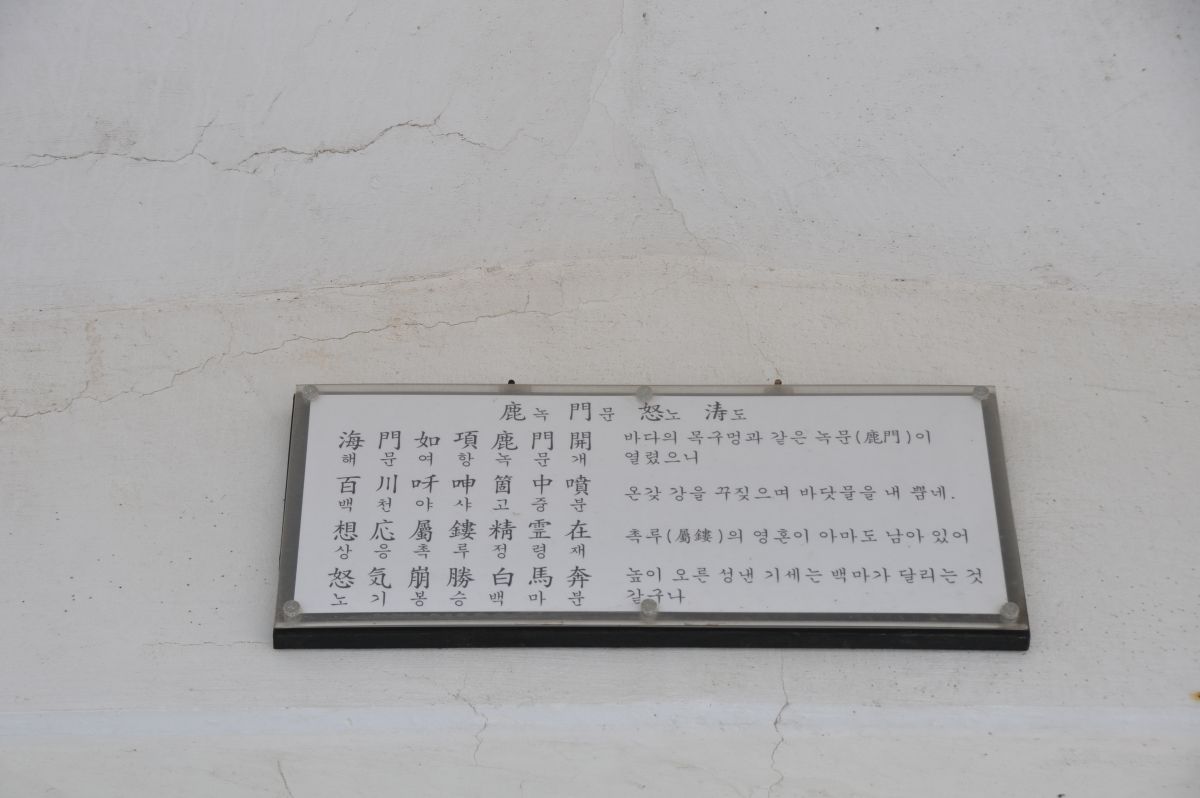 鹿녹 門문 怒노 涛도
海門如項鹿門開
해문여항녹문개
바다의 목구멍과 같은 녹문(鹿門)이
열렸으니
百川呀呷箇中噴
백천야샤고중분
온갖 강을 꾸짖으며 바닷물을 내 뿜네.
想応屬鏤精霊在
상응촉루정령재
촉루(屬鏤)의 영혼이 아마도 남아 있어
怒気崩勝白馬奔
노기봉승백마분
높이 오른 성낸 기세는 백마가 달리는 것
같구나